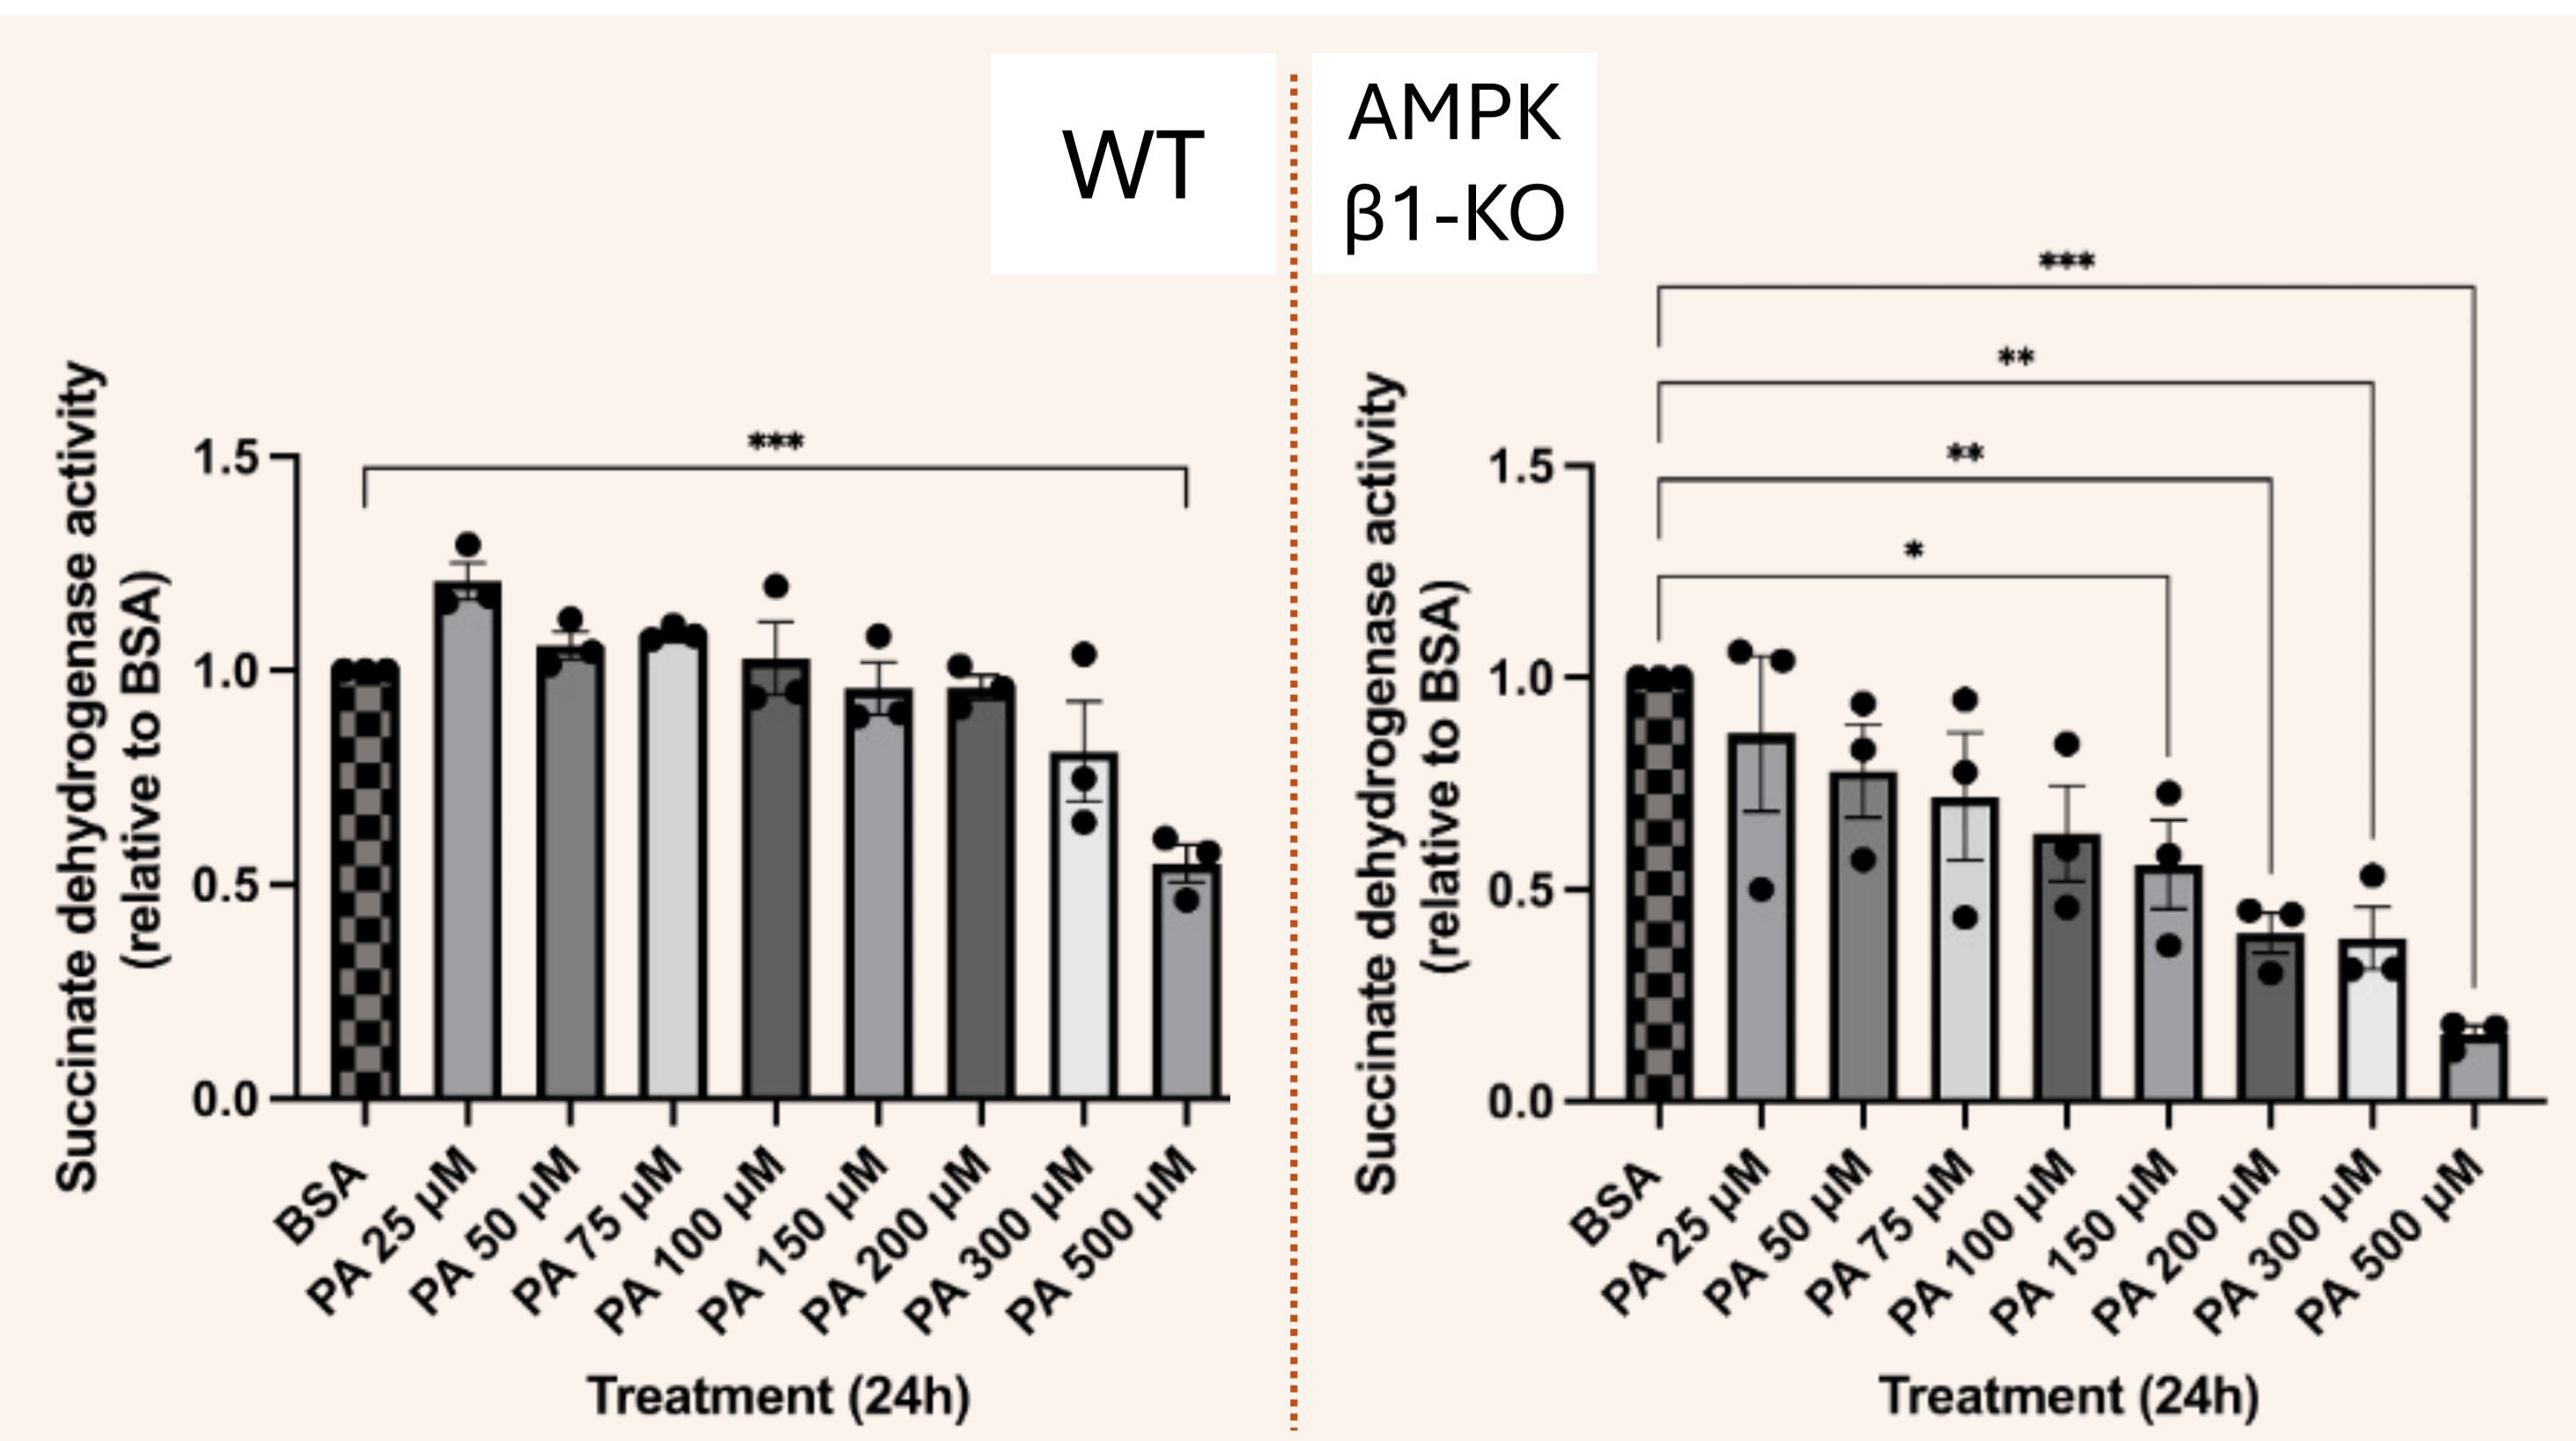 WT
AMPK
β1-KO
Succinate dehydrogenase activity
(relative to BSA)
1.5
1.0
0.5
0.0
***
BSA
PA 25 µM
PA 50 µM
PA 75 µM
PA 100 µM
PA 150 µM
PA 200 µM
PA 300 µM
PA 500 µM
Treatment (24h)
Succinate dehydrogenase activity
(relative to BSA)
1.5
1.0
0.5
0.0
***
**
**
*
BSA
PA 25 µM
PA 50 µM
PA 75 µM
PA 100 µM
PA 150 µM
PA 200 µM
PA 300 µM
PA 500 µM
Treatment (24h)